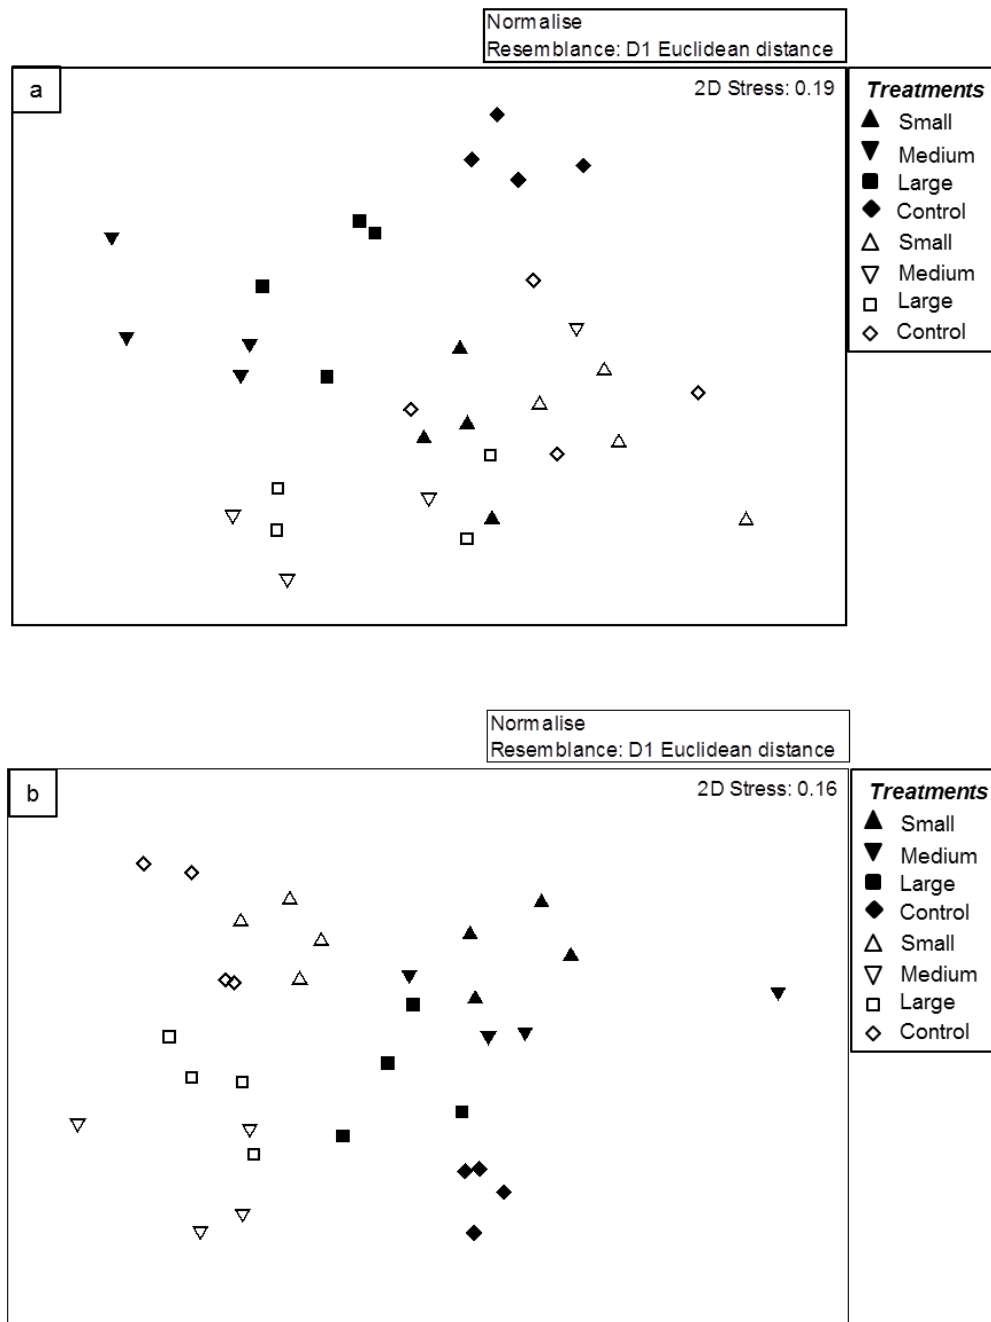 Normalise
Resemblance: D1 Euclidean distance
a
2D Stress: 0.19
Treatments
Small
Medium
Large
Control
Small
Medium
Large
Control
Normalise
Resemblance: D1 Euclidean distance
b
2D Stress: 0.16
Treatments
Small
Medium
Large
Control
Small
Medium
Large
Control